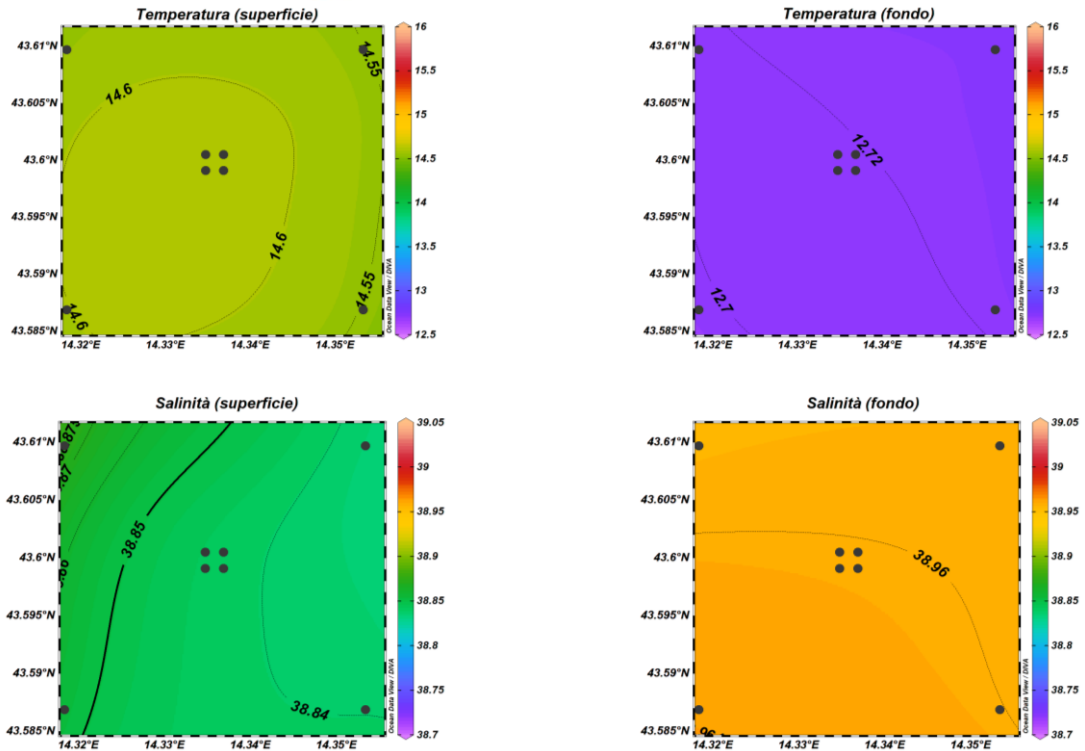 Temperatura (superficie)
43.61°N
43.605°N
43.6°N
43.595°N
43.59°N
43.585°N
14.32°E
14.33°E
14.34°E
14.35°E
14.6
14.6
14.6
14.55
14.55
Ocean Data View / DIVA
16
15.5
15
14.5
14
13.5
13
12.5
Temperatura (fondo)
43.61°N
43.605°N
43.6°N
43.595°N
43.59°N
43.585°N
14.32°E
14.33°E
14.34°E
14.35°E
12.72
12.7
Ocean Data View / DIVA
16
15.5
15
14.5
14
13.5
13
12.5
Salinità (superficie)
43.61°N
43.605°N
43.6°N
43.595°N
43.59°N
43.585°N
14.32°E
14.33°E
14.34°E
14.35°E
38.85
38.84
Ocean Data View / DIVA
39.05
39
38.95
38.9
38.85
38.8
38.75
38.7
Salinità (fondo)
43.61°N
43.605°N
43.6°N
43.595°N
43.59°N
43.585°N
14.32°E
14.33°E
14.34°E
14.35°E
38.96
Ocean Data View / DIVA
39.05
39
38.95
38.9
38.85
38.8
38.75
38.7